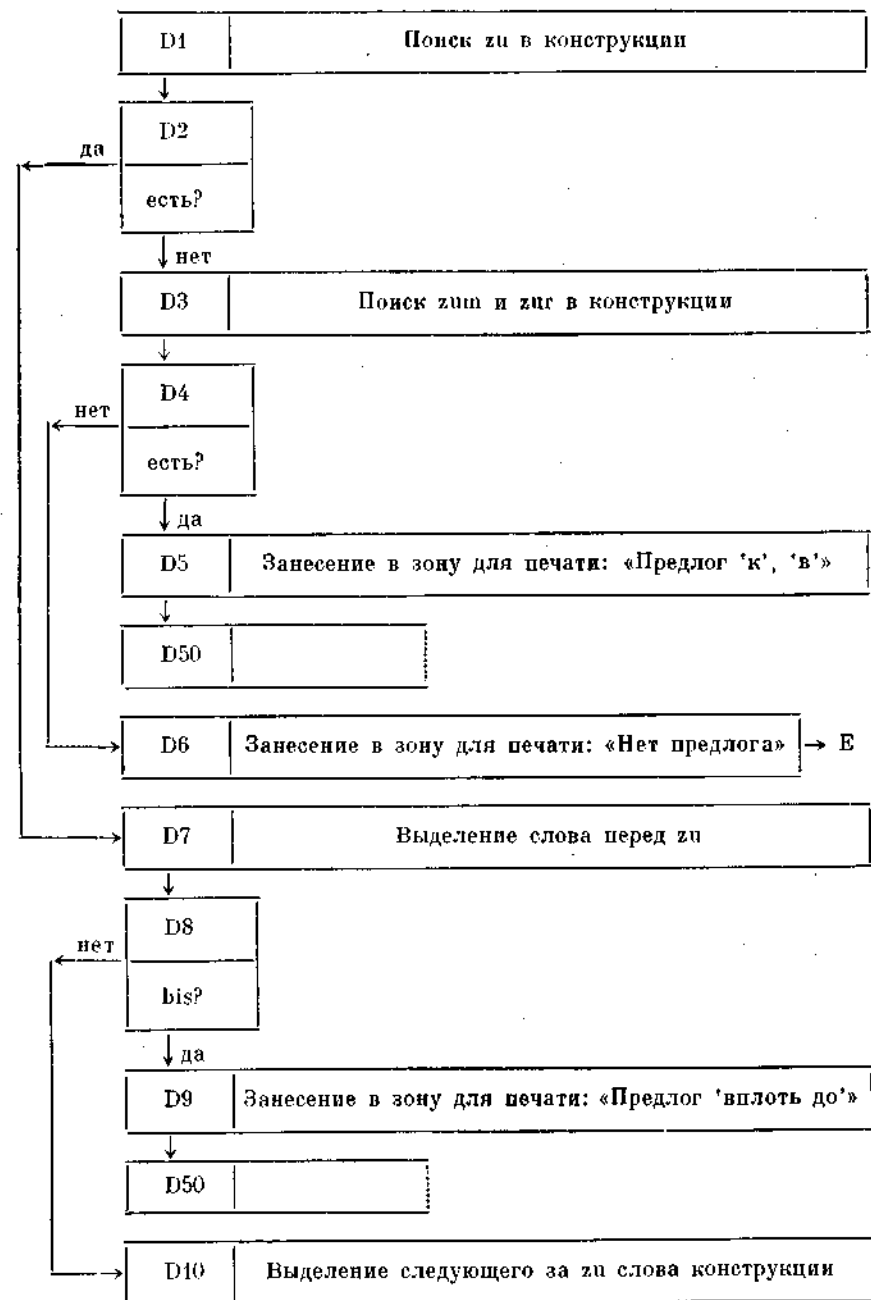 D1 Поиск zu в конструкции
D2
да
есть?
нет
D3 Поиск zum и zur в конструкции
D4
нет
есть?
да
D5 Занесение в зону для печати: «Предлог 'к', 'в'»
D50
D6 Занесение в зону для печати: «Нет предлога» → E
D7 Выделение слова перед zu
D8
нет
bis?
да
D9 Занесение в зону для печати: «Предлог 'вплоть до'»
D50
D10 Выделение следующего за zu слова конструкции